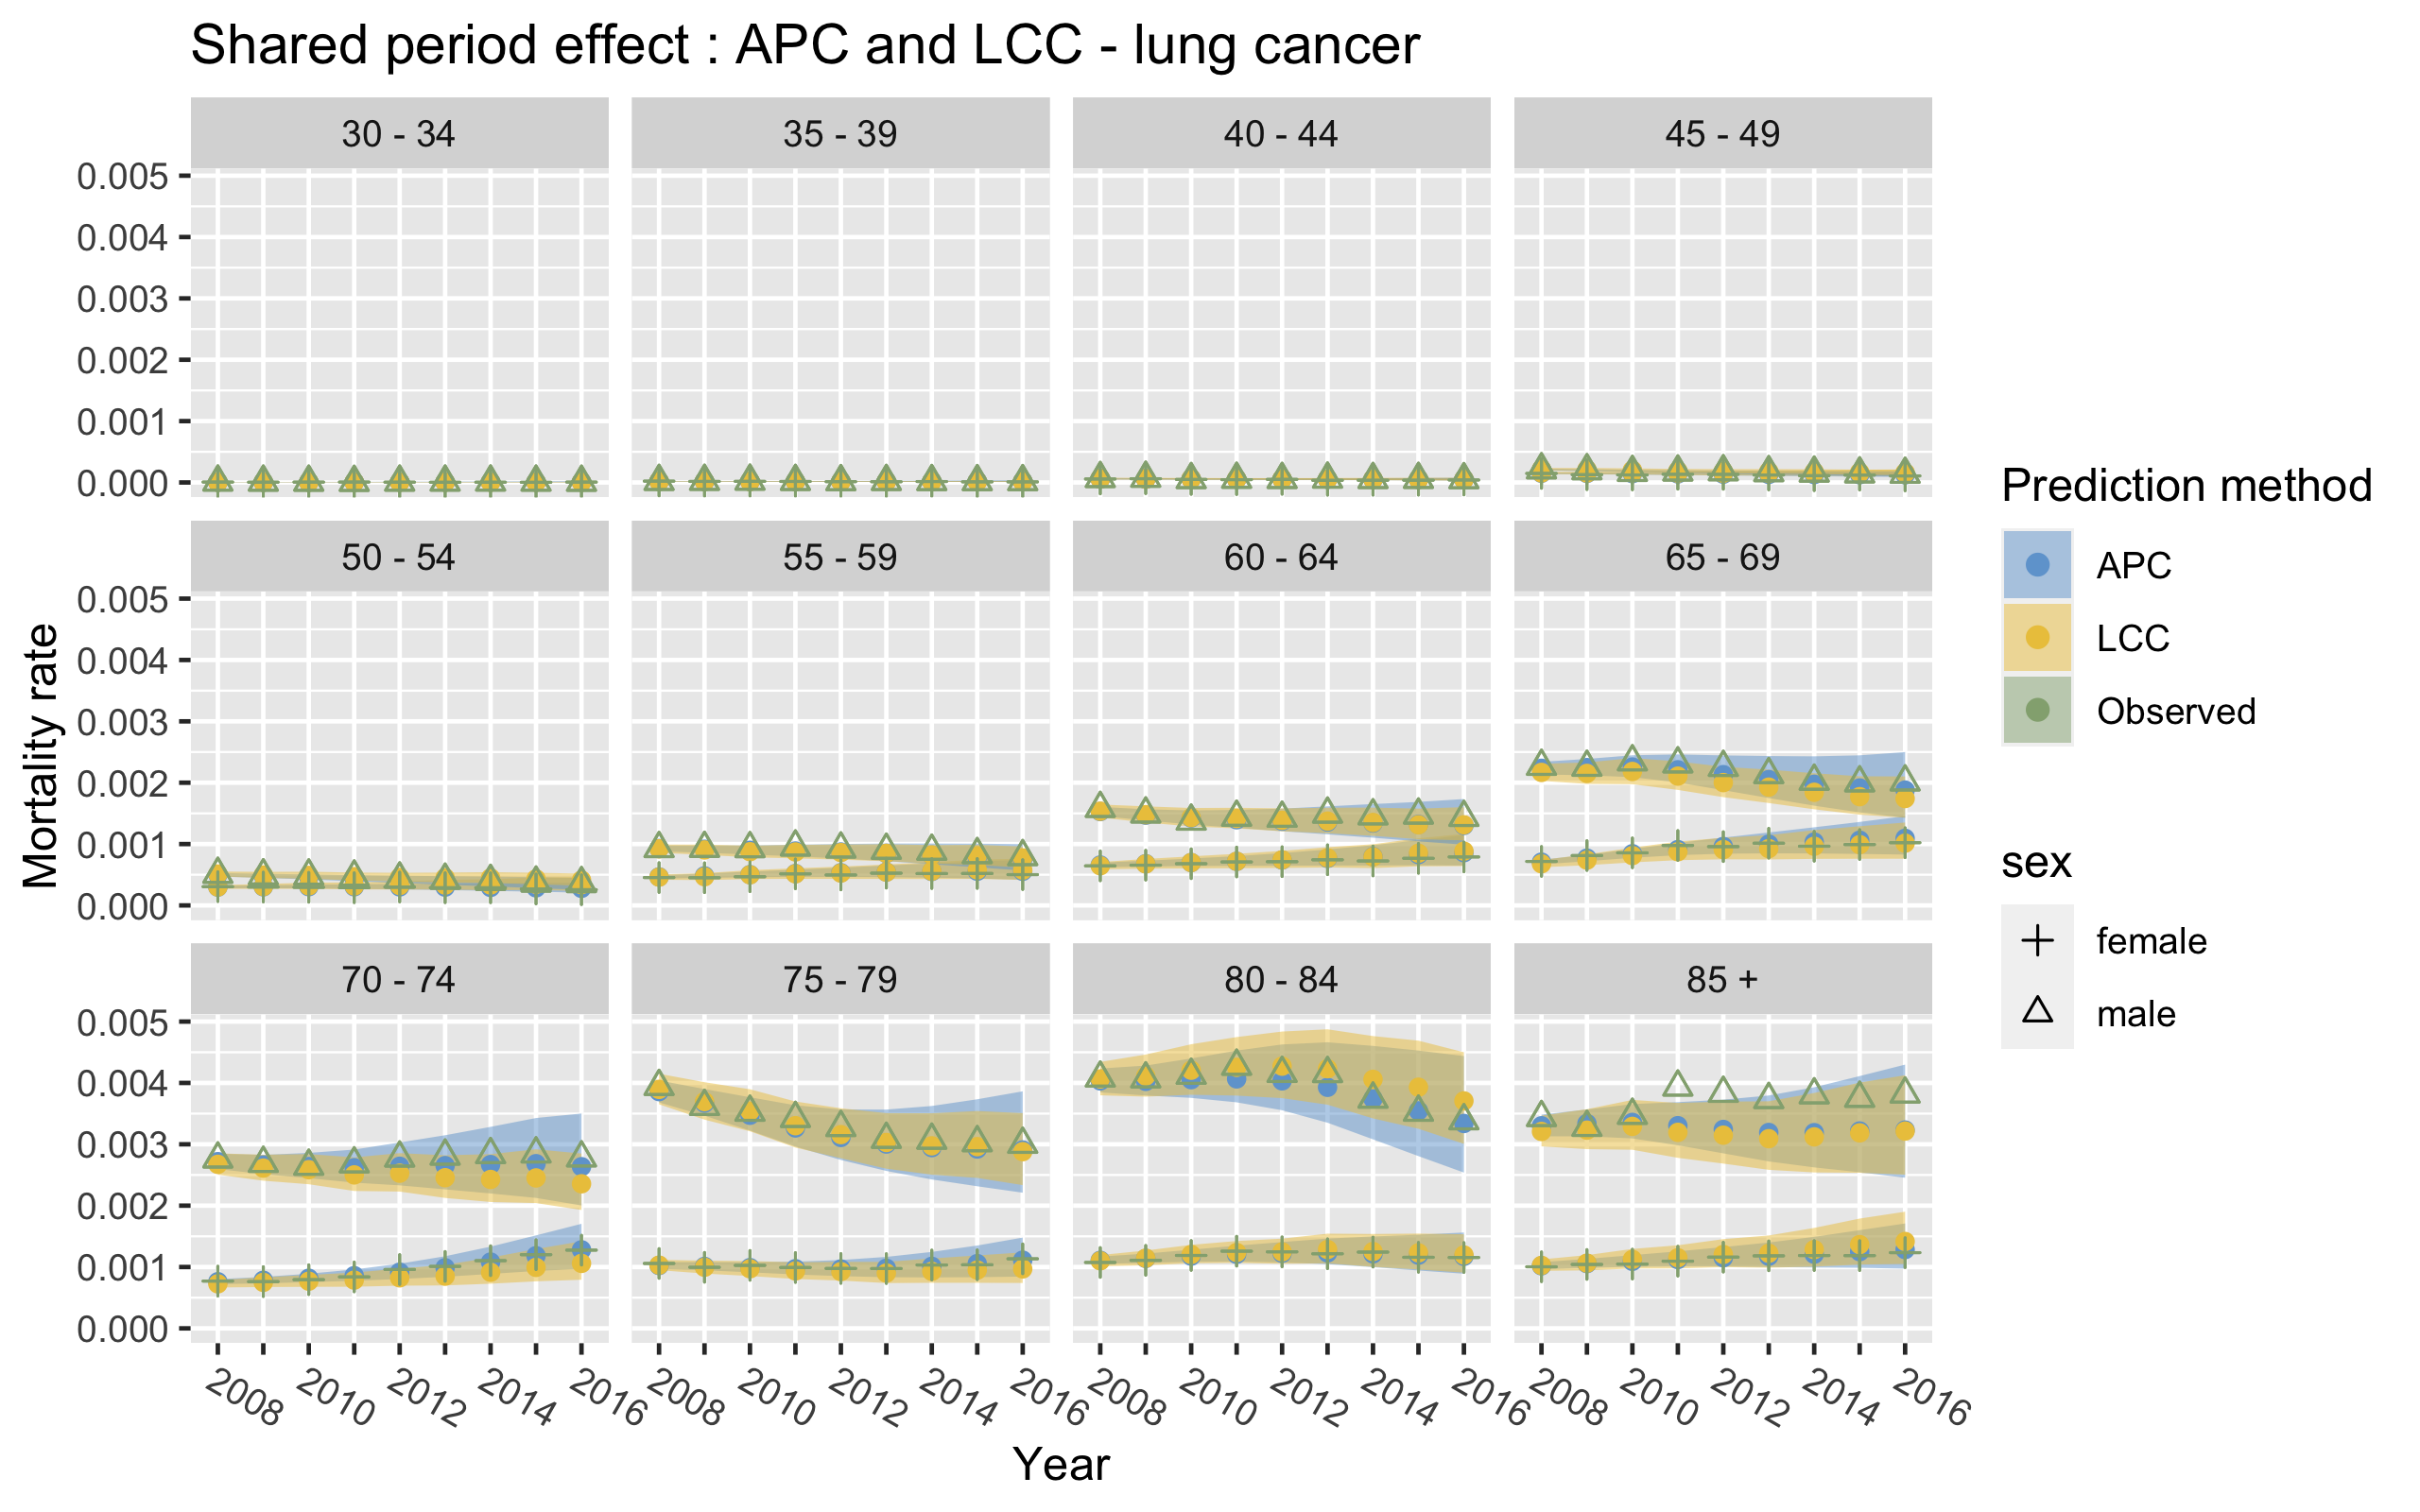 Shared period effect : APC and LCC - lung cancer
30 - 34
35 - 39
40 - 44
45 - 49
0.005
0.004
0.003
0.002
0.001
0.000
50 - 54
55 - 59
60 - 64
65 - 69
0.005
0.004
0.003
0.002
0.001
0.000
70 - 74
75 - 79
80 - 84
85 +
0.005
0.004
0.003
0.002
0.001
0.000
2008 2010 2012 2014 2016
2008 2010 2012 2014 2016
2008 2010 2012 2014 2016
2008 2010 2012 2014 2016
Year
Mortality rate
Prediction method
APC
LCC
Observed
sex
female
male